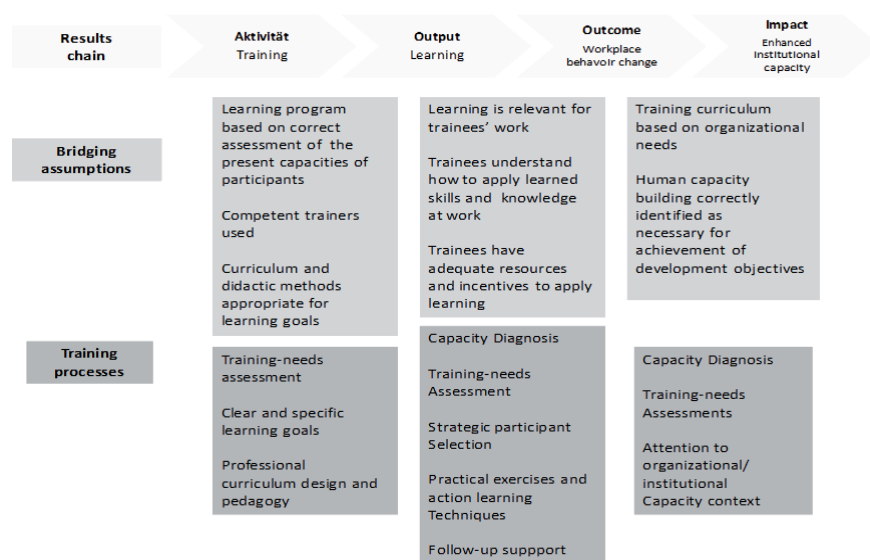 Results
chain
Aktivität
Training
Output
Learning
Outcome
Workplace
behavoir change
Impact
Enhanced
institutional
capacity
Bridging
assumptions
Learning program
based on correct
assessment of the
present capacities of
participants
Competent trainers
used
Curriculum and
didactic methods
appropriate for
learning goals
Learning is relevant for
trainees’ work
Trainees understand
how to apply learned
skills and knowledge
at work
Trainees have
adequate resources
and incentives to apply
learning
Training curriculum
based on organizational
needs
Human capacity
building correctly
identified as
necessary for
achievement of
development objectives
Training
processes
Training-needs
assessment
Clear and specific
learning goals
Professional
curriculum design and
pedagogy
Capacity Diagnosis
Training-needs
Assessment
Strategic participant
Selection
Practical exercises and
action learning
Techniques
Follow-up suppport
Capacity Diagnosis
Training-needs
Assessments
Attention to
organizational/
institutional
Capacity context